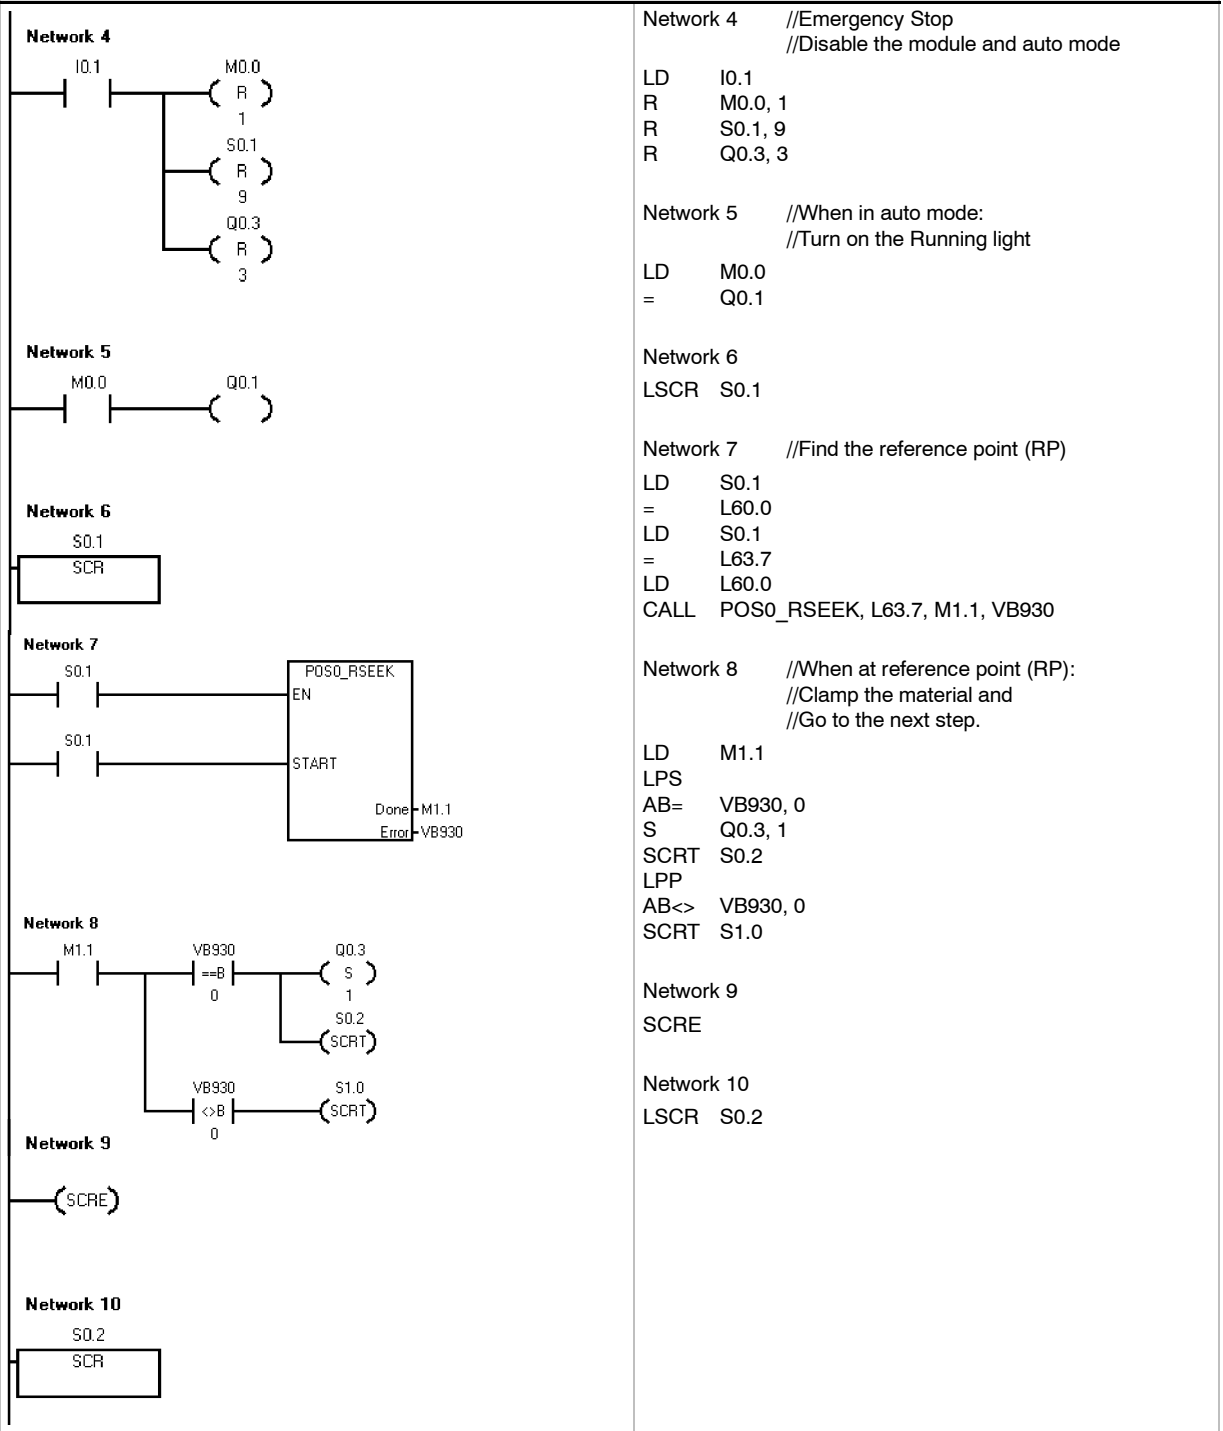 Network 4
I0.1
M0.0
R
1
S0.1
R
9
Q0.3
R
3
Network 5
M0.0
Q0.1
Network 6
S0.1
SCR
Network 7
S0.1
POS0_RSEEK
EN
S0.1
START
Done
M1.1
Error
VB930
Network 8
M1.1
VB930
==B
0
Q0.3
S
1
S0.2
SCRT
VB930
<>B
0
S1.0
SCRT
Network 9
SCRE
Network 10
S0.2
SCR
Network 4 //Emergency Stop
//Disable the module and auto mode
LD I0.1
R M0.0, 1
R S0.1, 9
R Q0.3, 3
Network 5 //When in auto mode:
//Turn on the Running light
LD M0.0
= Q0.1
Network 6
LSCR S0.1
Network 7 //Find the reference point (RP)
LD S0.1
= L60.0
LD S0.1
= L63.7
LD L60.0
CALL POS0_RSEEK, L63.7, M1.1, VB930
Network 8 //When at reference point (RP):
//Clamp the material and
//Go to the next step.
LD M1.1
LPS
AB= VB930, 0
S Q0.3, 1
SCRT S0.2
LPP
AB<> VB930, 0
SCRT S1.0
Network 9
SCRE
Network 10
LSCR S0.2